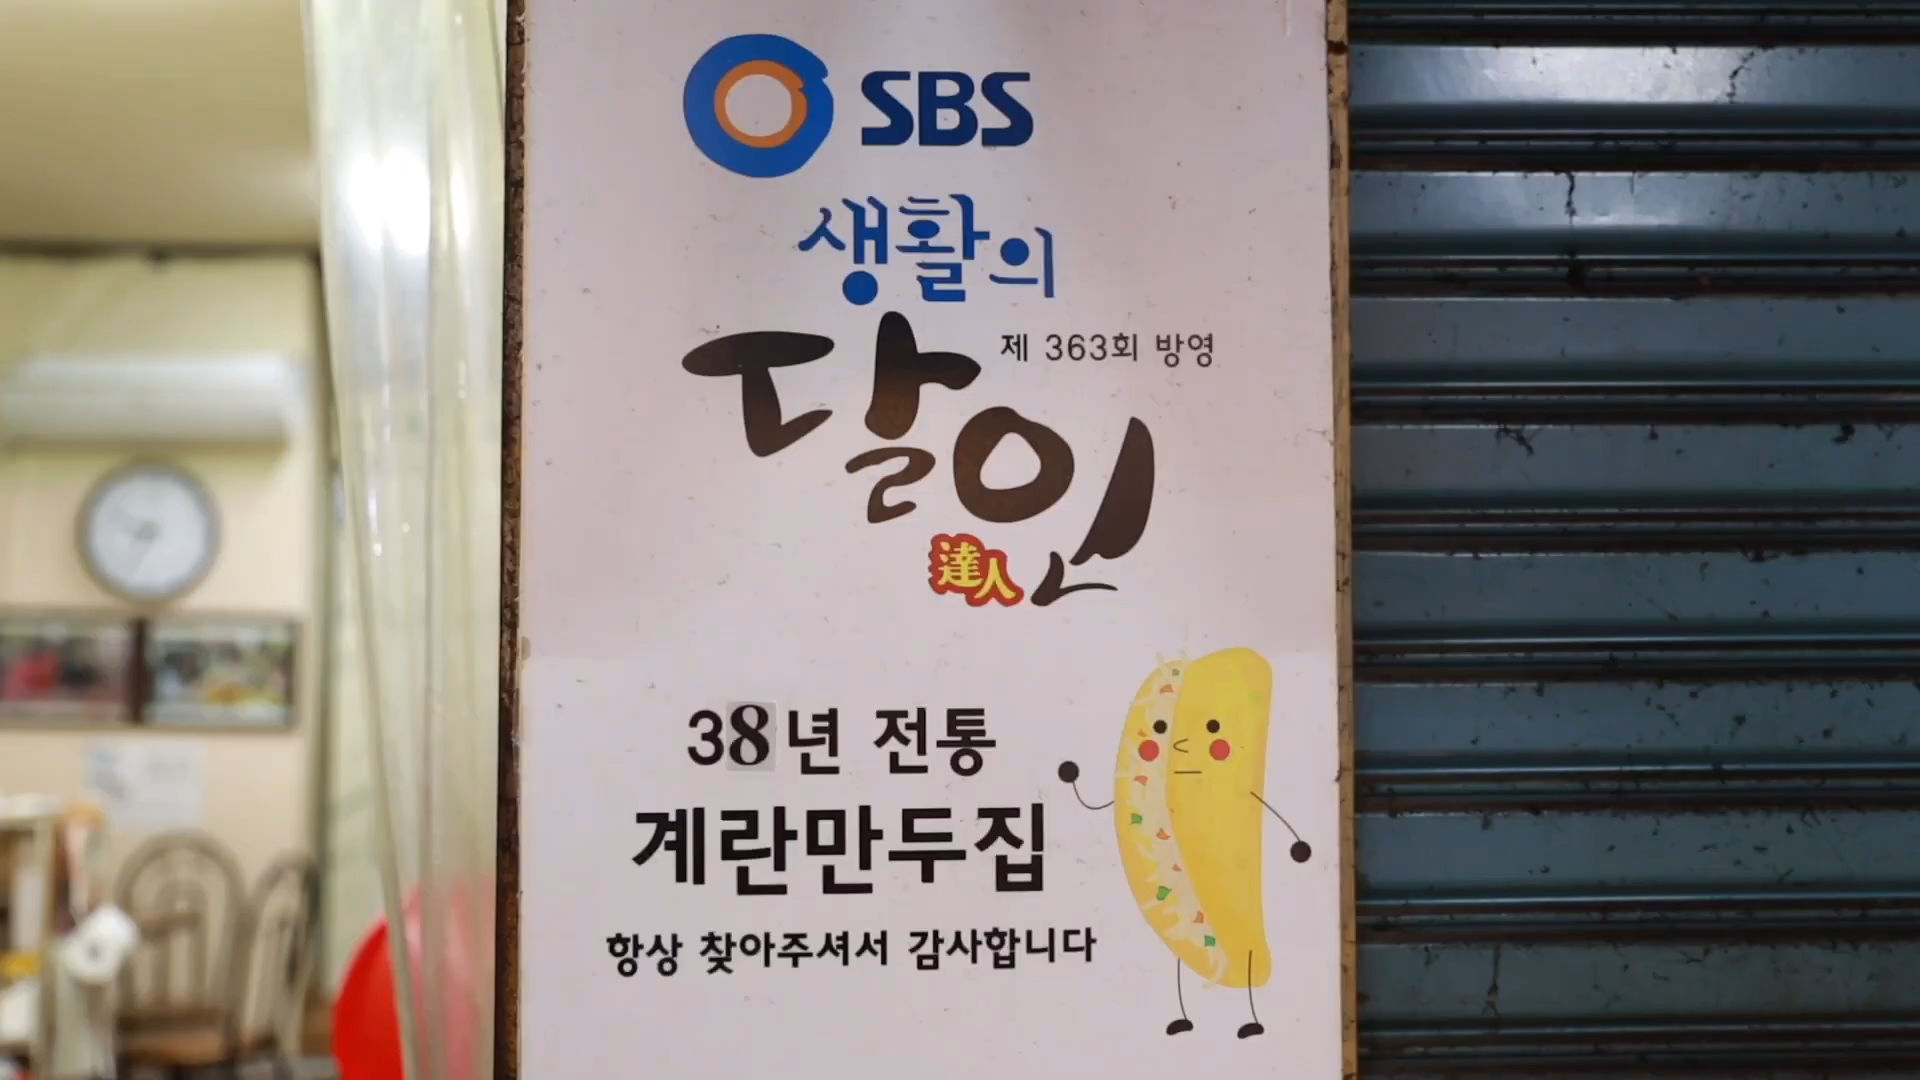 SBS
생활의
달인
제 363회 방영
達人
38년 전통
계란만두집
항상 찾아주셔서 감사합니다